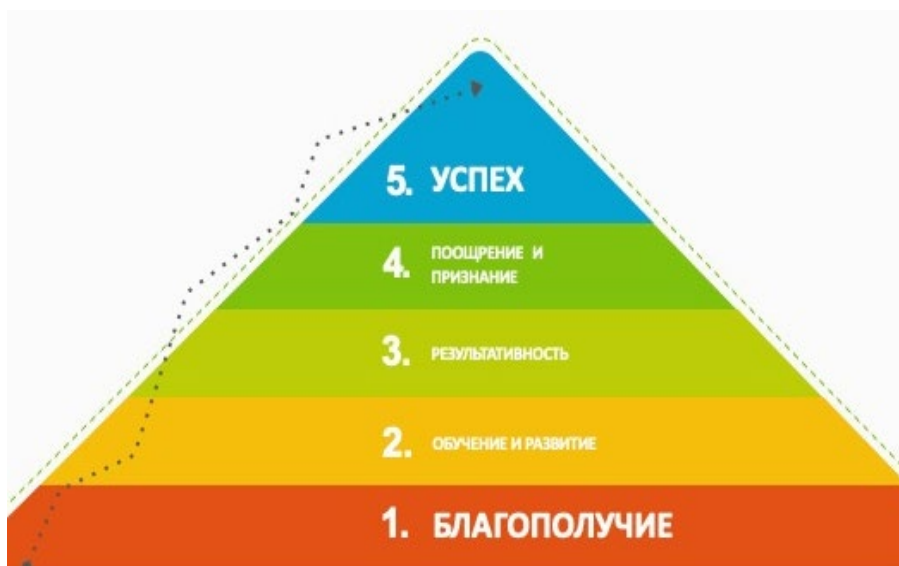 5. УСПЕХ
4. ПООЩРЕНИЕ И
ПРИЗНАНИЕ
3. РЕЗУЛЬТАТИВНОСТЬ
2. ОБУЧЕНИЕ И РАЗВИТИЕ
1. БЛАГОПОЛУЧИЕ